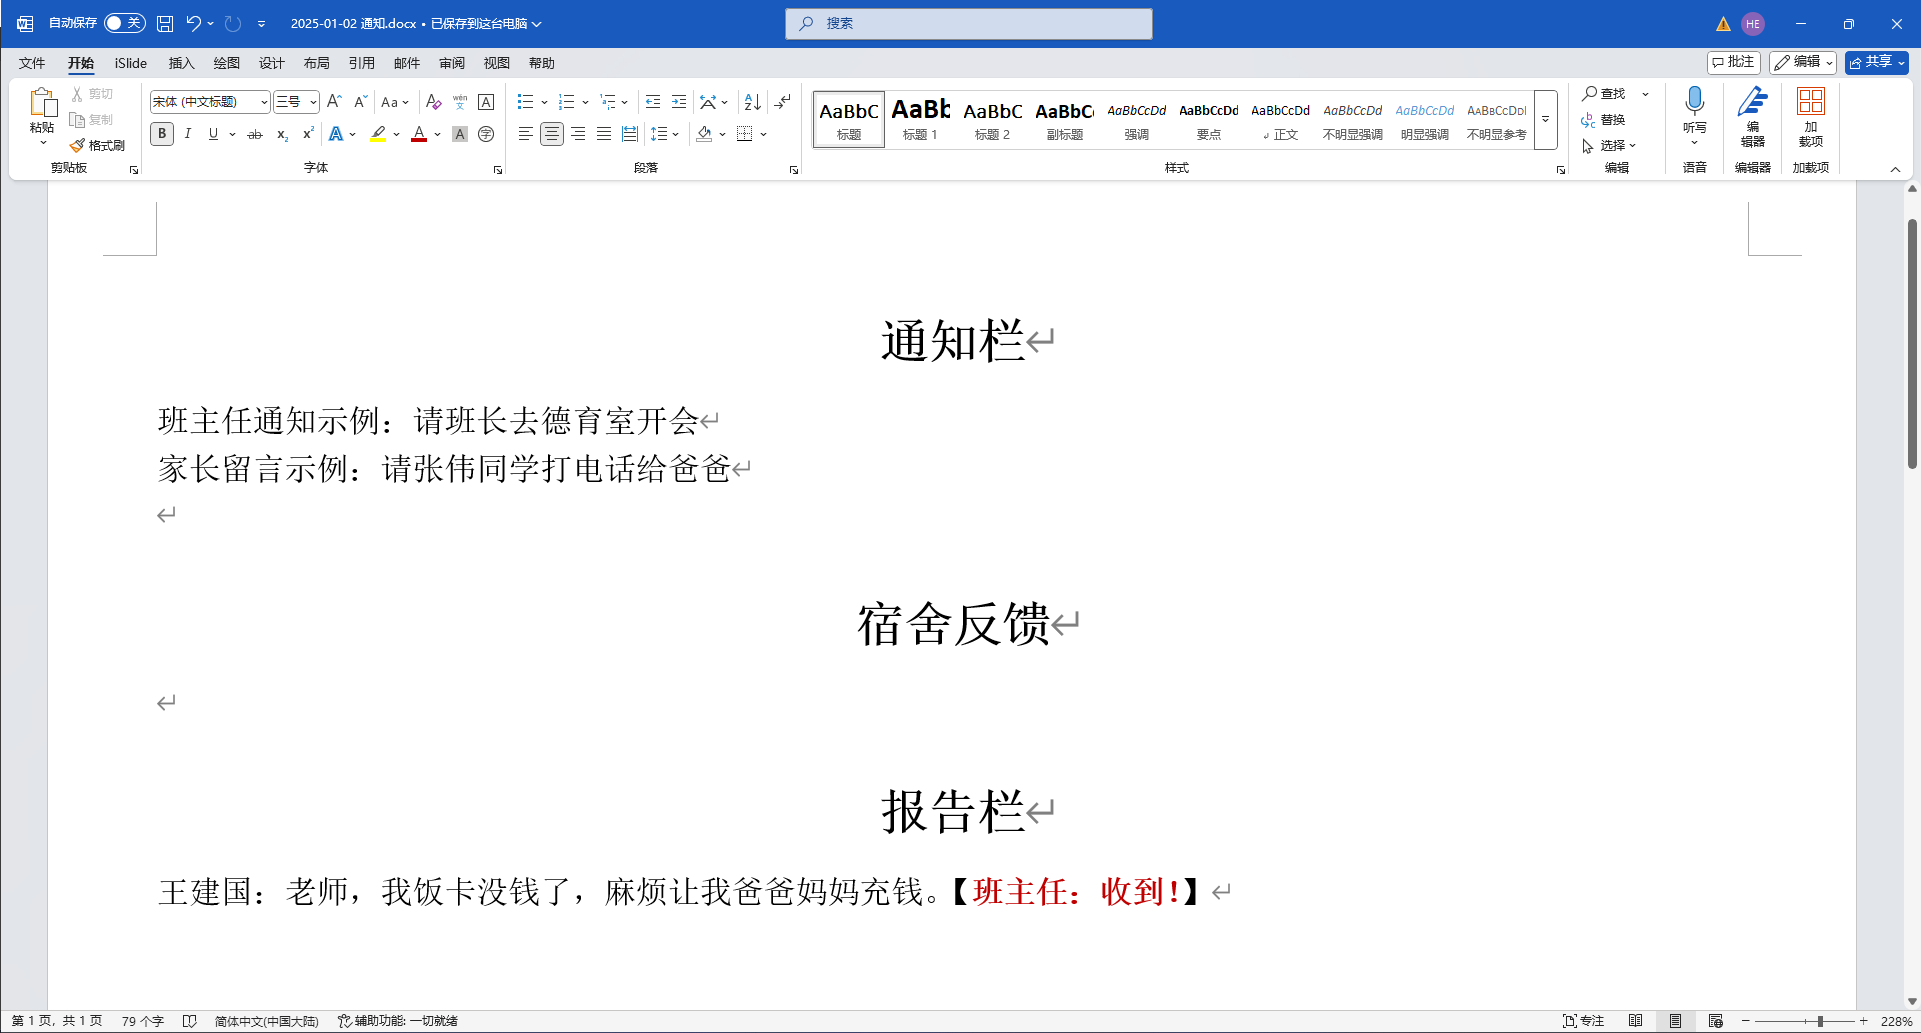 自动保存 关 2025-01-02 通知.docx • 已保存到这台电脑 搜索 HE
文件 开始 iSlide 插入 绘图 设计 布局 引用 邮件 审阅 视图 帮助 批注 编辑 共享
粘贴 剪切 复制 格式刷 剪贴板
宋体 (中文标题) 三号 字体
段落
AaBbC 标题 AaBb 标题 1 AaBbC 标题 2 AaBbC 副标题 AaBbCcDd 强调 AaBbCcDd 要点 AaBbCcDd 正文 AaBbCcDd 不明显强调 AaBbCcDd 明显强调 AaBbCcDd 不明显参考
样式
查找 替换 选择 编辑
听写 语音
编辑器 编辑器
加载项 加载项
通知栏
班主任通知示例：请班长去德育室开会
家长留言示例：请张伟同学打电话给爸爸
宿舍反馈
报告栏
王建国：老师，我饭卡没钱了，麻烦让我爸爸妈妈充钱。【班主任：收到！】
第 1 页，共 1 页 79 个字 简体中文(中国大陆) 辅助功能: 一切就绪 专注 228%